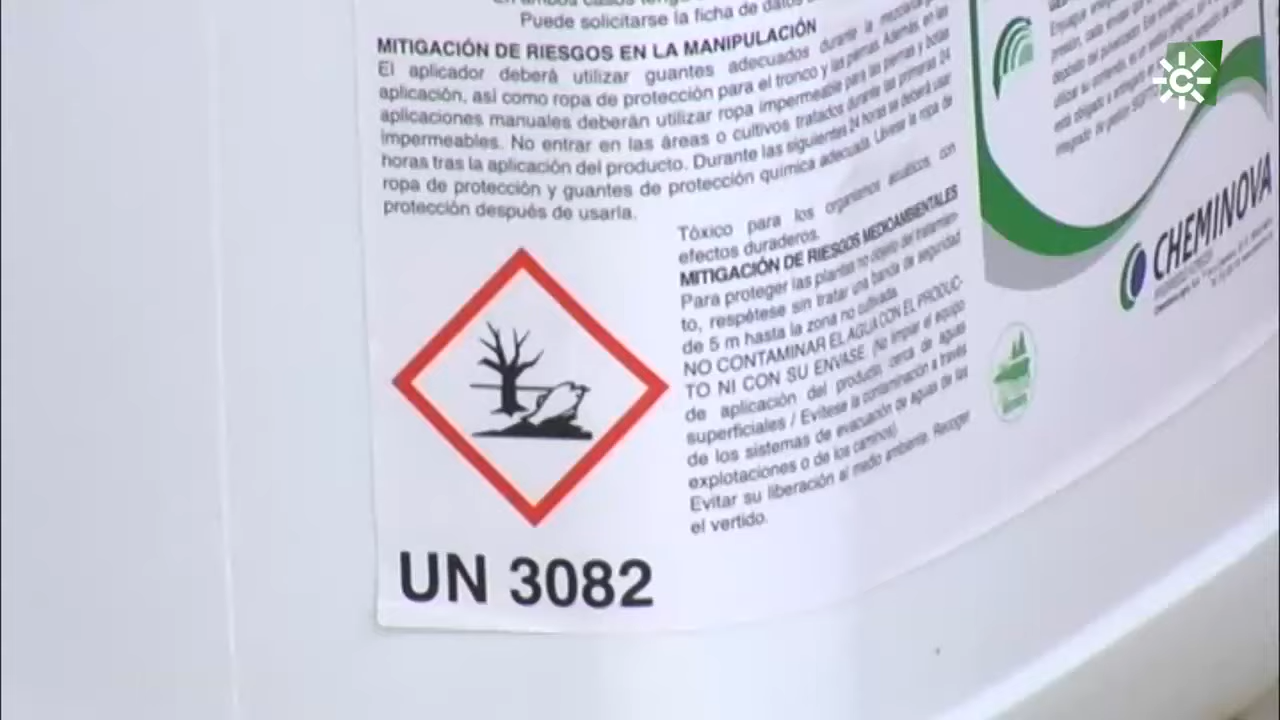 Puede solicitarse la ficha de datos
MITIGACIÓN DE RIESGOS EN LA MANIPULACIÓN
El aplicador deberá utilizar guantes adecuados durante la mezcla/carga
aplicación, así como ropa de protección para el tronco y las piernas. Además, en las
aplicaciones manuales deberán utilizar ropa impermeable para las piernas y botas
impermeables. No entrar en las áreas o cultivos tratados durante las primeras 24
horas tras la aplicación del producto. Durante las siguientes 24 horas se deberá usar
ropa de protección y guantes de protección química adecuada. Lávese la ropa de
protección después de usarla.
Tóxico para los organismos acuáticos, con
efectos duraderos.
MITIGACIÓN DE RIESGOS MEDIOAMBIENTALES
Para proteger las plantas no objeto del tratamien-
to, respétese sin tratar una banda de seguridad
de 5 m hasta la zona no cultivada.
NO CONTAMINAR EL AGUA CON EL PRODUC-
TO NI CON SU ENVASE. (No limpiar el equipo
de aplicación del producto, cerca de aguas
superficiales / Evítese la contaminación a través
de los sistemas de evacuación de aguas de las
explotaciones o de los caminos).
Evitar su liberación al medio ambiente. Recoger
el vertido.
UN 3082
CHEMINOVA